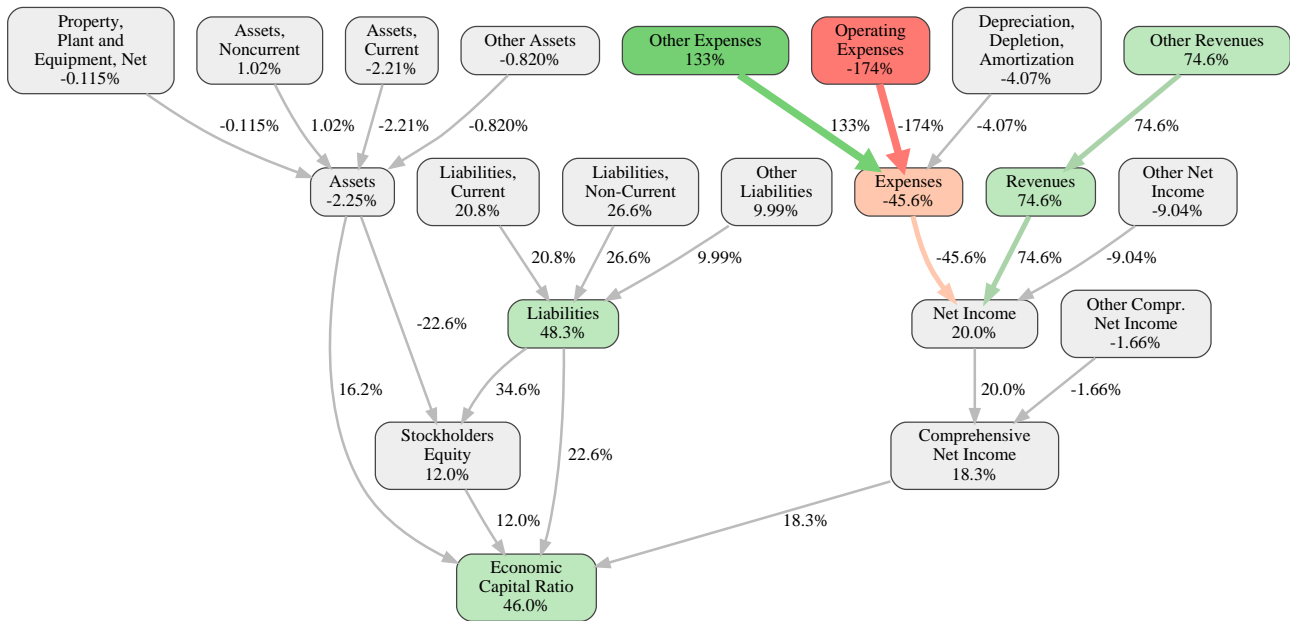 Property,
Plant and
Equipment, Net
-0.115%
Assets,
Noncurrent
1.02%
Assets,
Current
-2.21%
Other Assets
-0.820%
Other Expenses
133%
Operating
Expenses
-174%
Depreciation,
Depletion,
Amortization
-4.07%
Other Revenues
74.6%
-0.115%
1.02%
-2.21%
-0.820%
133%
-174%
-4.07%
74.6%
Assets
-2.25%
Liabilities,
Current
20.8%
Liabilities,
Non-Current
26.6%
Other
Liabilities
9.99%
Expenses
-45.6%
Revenues
74.6%
Other Net
Income
-9.04%
20.8%
26.6%
9.99%
-45.6%
74.6%
-9.04%
Liabilities
48.3%
Net Income
20.0%
Other Compr.
Net Income
-1.66%
-22.6%
16.2%
34.6%
20.0%
-1.66%
Stockholders
Equity
12.0%
22.6%
Comprehensive
Net Income
18.3%
12.0%
18.3%
Economic
Capital Ratio
46.0%